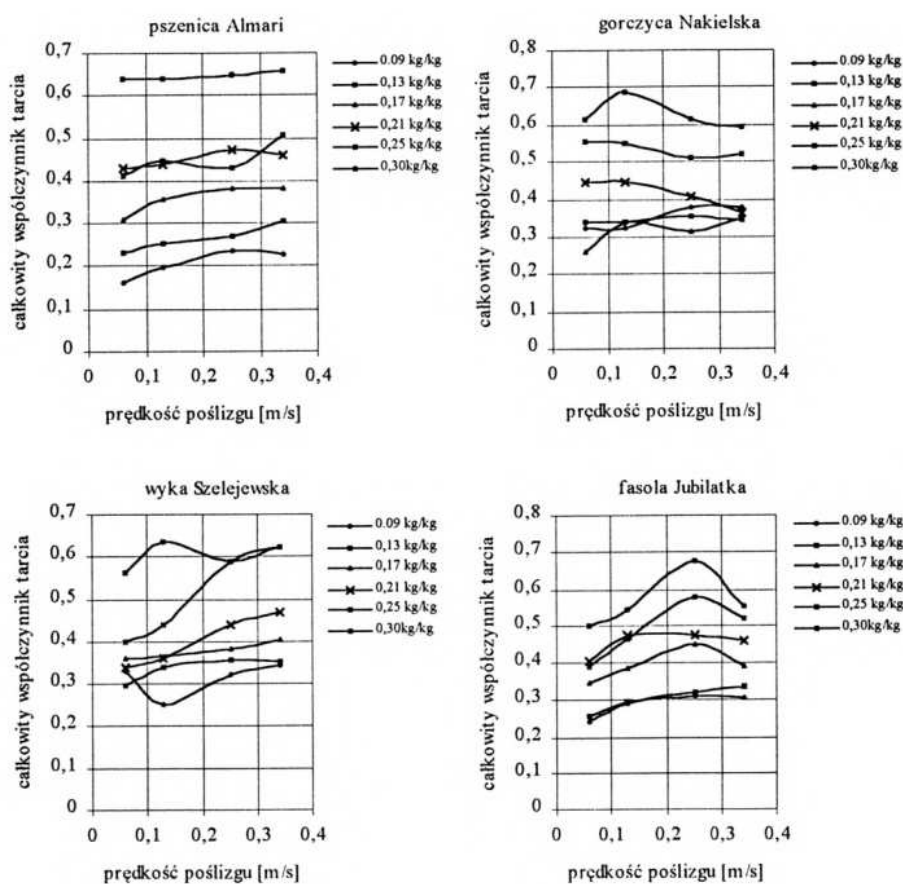 pszenica Almari
całkowity współczynnik tarcia
0,7
0,6
0,5
0,4
0,3
0,2
0,1
0
0 0,1 0,2 0,3 0,4
prędkość poślizgu [m/s]
0.09 kg/kg
0,13 kg/kg
0,17 kg/kg
0,21 kg/kg
0,25 kg/kg
0,30kg/kg
gorczyca Nakielska
całkowity współczynnik tarcia
0,8
0,7
0,6
0,5
0,4
0,3
0,2
0,1
0
0 0,1 0,2 0,3 0,4
prędkość poślizgu [m/s]
0.09 kg/kg
0,13 kg/kg
0,17 kg/kg
0,21 kg/kg
0,25 kg/kg
0,30kg/kg
wyka Szelejewska
całkowity współczynnik tarcia
0,7
0,6
0,5
0,4
0,3
0,2
0,1
0
0 0,1 0,2 0,3 0,4
prędkość poślizgu [m/s]
0.09 kg/kg
0,13 kg/kg
0,17 kg/kg
0,21 kg/kg
0,25 kg/kg
0,30kg/kg
fasola Jubilatka
całkowity współczynnik tarcia
0,8
0,7
0,6
0,5
0,4
0,3
0,2
0,1
0
0 0,1 0,2 0,3 0,4
prędkość poślizgu [m/s]
0.09 kg/kg
0,13 kg/kg
0,17 kg/kg
0,21 kg/kg
0,25 kg/kg
0,30kg/kg